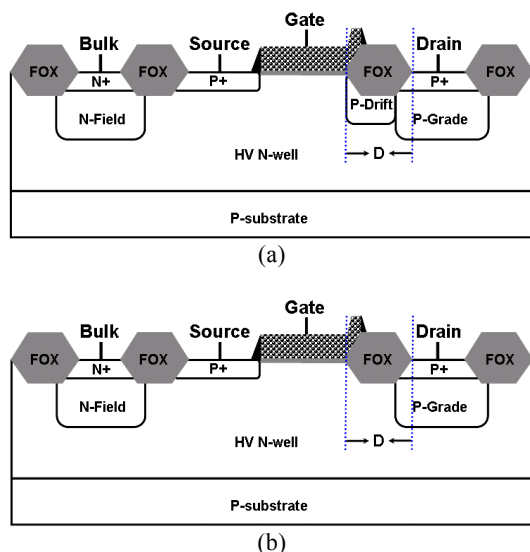 Gate
Bulk Source Drain
FOX N+ FOX P+ FOX P+ FOX
N-Field P-Drift P-Grade
D
HV N-well
P-substrate
(a)
Gate
Bulk Source Drain
FOX N+ FOX P+ FOX P+ FOX
N-Field P-Grade
D
HV N-well
P-substrate
(b)